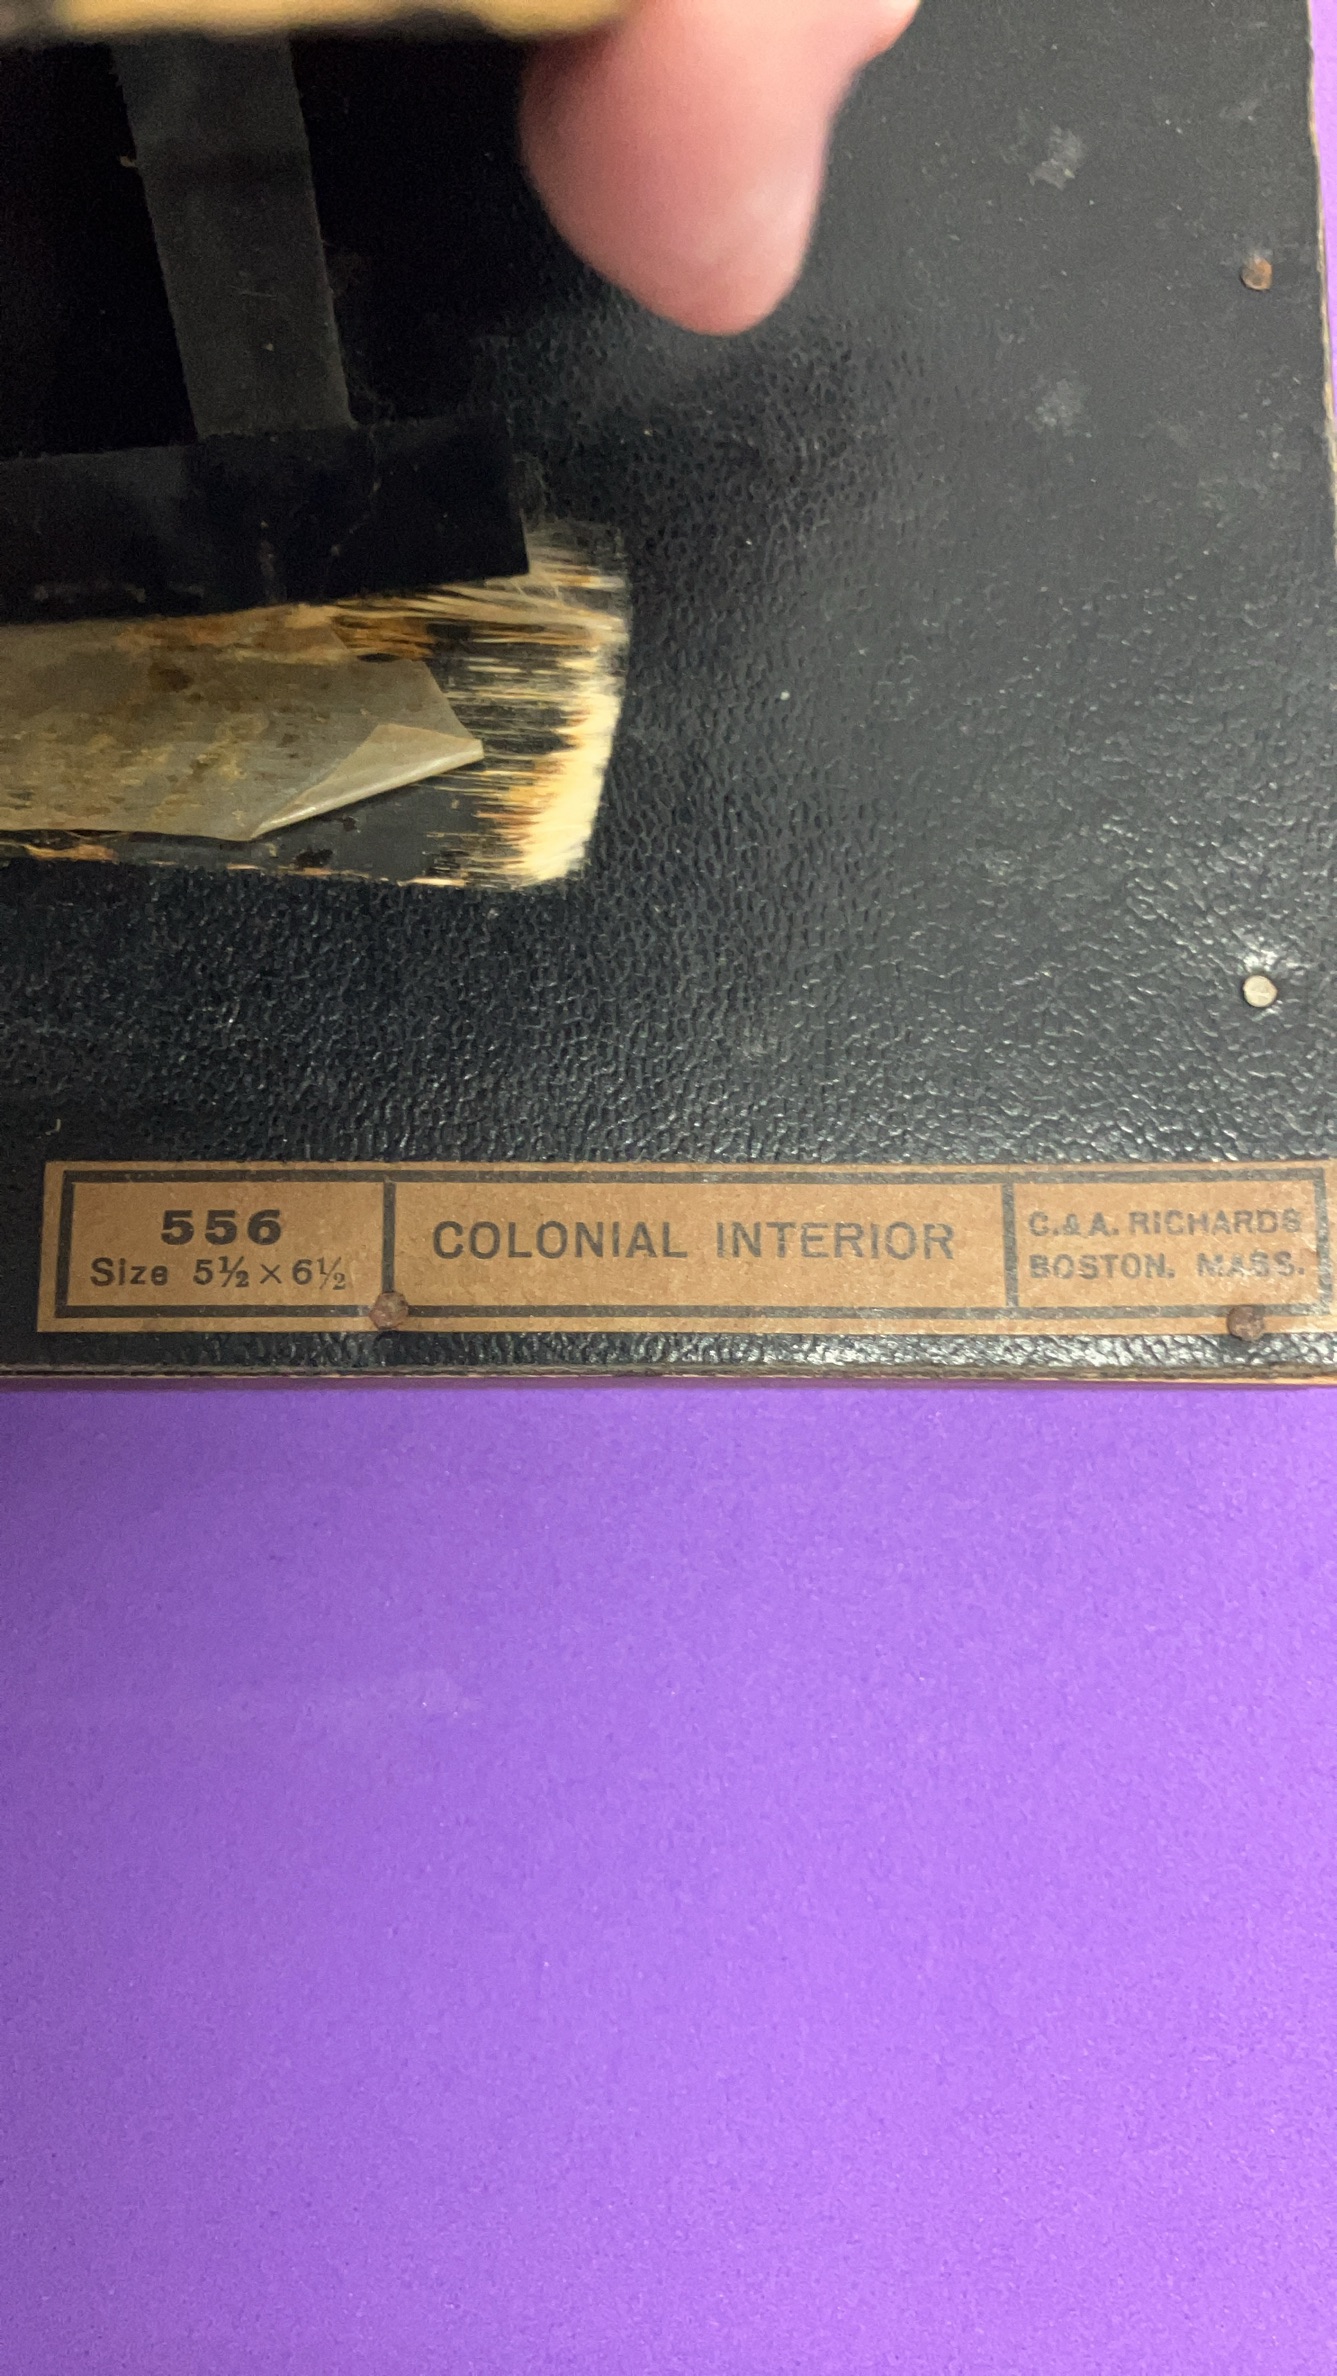 556
Size 5½ × 6½
COLONIAL INTERIOR
C. & A. RICHARDS
BOSTON. MASS.